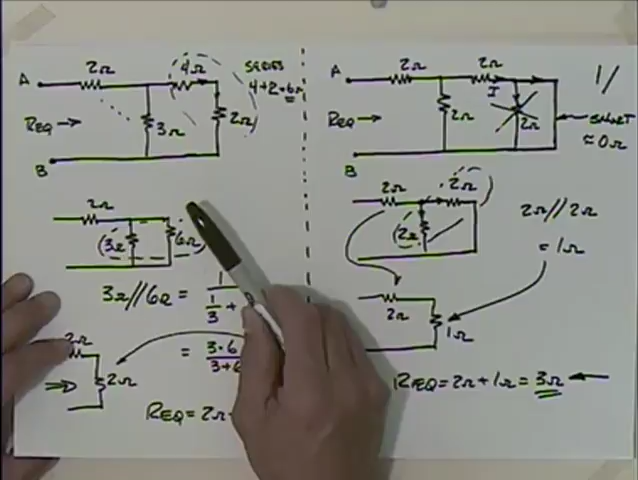 2Ω 4Ω SERIES
A 4+2=6Ω
REQ → 3Ω 2Ω
B
2Ω
3Ω 6Ω
3Ω//6Ω = 1
1/3 +
= 3·6
3+6
2Ω
2Ω
REQ = 2Ω
1/
2Ω 2Ω
A
I
REQ → 2Ω 2Ω SHORT
≈0Ω
B
2Ω 2Ω
2Ω
2Ω//2Ω
= 1Ω
2Ω
1Ω
REQ = 2Ω + 1Ω = 3Ω